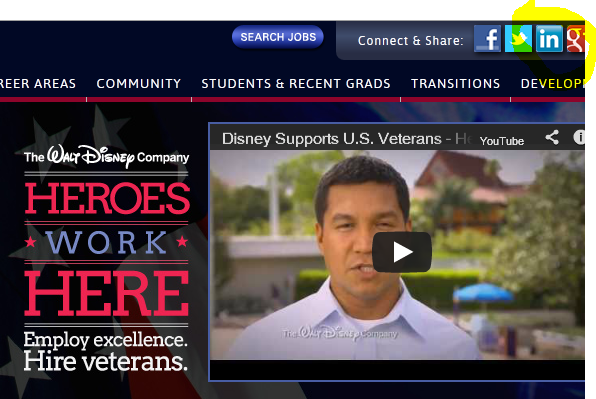 SEARCH JOBS
Connect & Share:
REER AREAS COMMUNITY STUDENTS & RECENT GRADS TRANSITIONS DEVELOP
Disney Supports U.S. Veterans - He YouTube
The Walt Disney Company
HEROES
WORK
HERE
Employ excellence.
Hire veterans.
The Walt Disney Company